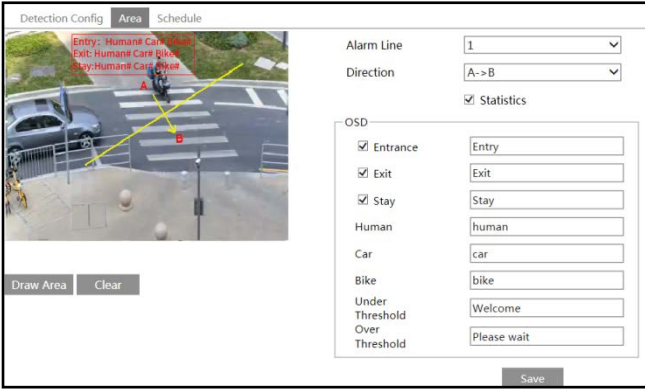 Detection Config Area Schedule
Entry: Human# Car# Bike#
Exit: Human# Car# Bike#
Stay:Human# Car# Bike#
A
B
Draw Area Clear
Alarm Line 1
Direction A->B
Statistics
OSD
Entrance Entry
Exit Exit
Stay Stay
Human human
Car car
Bike bike
Under
Threshold Welcome
Over
Threshold Please wait
Save